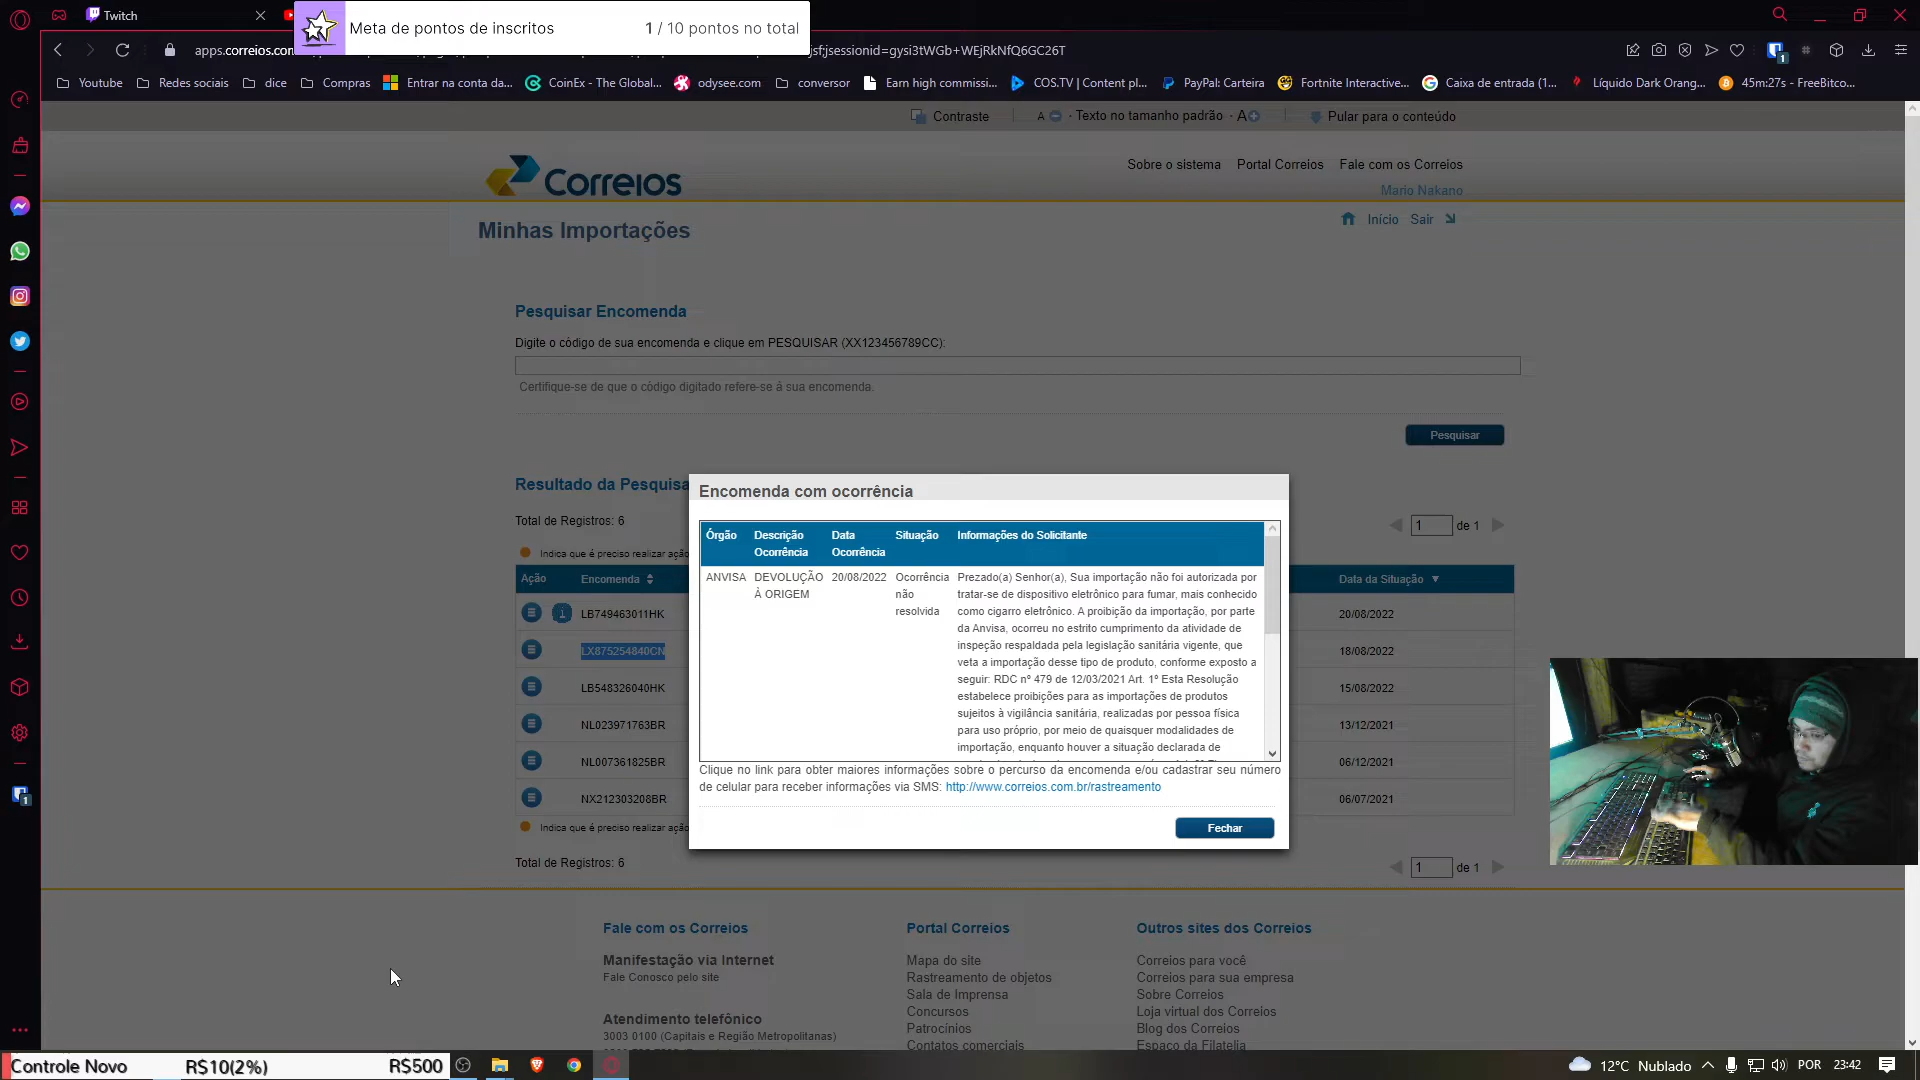 Twitch
Meta de pontos de inscritos
1 / 10 pontos no total
apps.correios.com
jsf;jsessionid=gysi3tWGb+WEjRkNfQ6GC26T
Youtube
Redes sociais
dice
Compras
Entrar na conta da...
CoinEx - The Global...
odysee.com
conversor
Earn high commissi...
COS.TV | Content pl...
PayPal: Carteira
Fortnite Interactive...
Caixa de entrada (1...
Líquido Dark Orang...
45m:27s - FreeBitco...
Contraste
A
· Texto no tamanho padrão ·
A
Pular para o conteúdo
Correios
Sobre o sistema
Portal Correios
Fale com os Correios
Mario Nakano
Minhas Importações
Início
Sair
Pesquisar Encomenda
Digite o código de sua encomenda e clique em PESQUISAR (XX123456789CC):
Certifique-se de que o código digitado refere-se à sua encomenda.
Pesquisar
Resultado da Pesquisa
Total de Registros: 6
1 de 1
Indica que é preciso realizar ação
Ação
Encomenda
Data da Situação
LB749463011HK
20/08/2022
LX875254840CN
18/08/2022
LB548326040HK
15/08/2022
NL023971763BR
13/12/2021
NL007361825BR
06/12/2021
NX212303208BR
06/07/2021
Indica que é preciso realizar ação
Total de Registros: 6
1 de 1
Encomenda com ocorrência
Órgão
Descrição Ocorrência
Data Ocorrência
Situação
Informações do Solicitante
ANVISA
DEVOLUÇÃO À ORIGEM
20/08/2022
Ocorrência não resolvida
Prezado(a) Senhor(a), Sua importação não foi autorizada por
tratar-se de dispositivo eletrônico para fumar, mais conhecido
como cigarro eletrônico. A proibição da importação, por parte
da Anvisa, ocorreu no estrito cumprimento da atividade de
inspeção respaldada pela legislação sanitária vigente, que
veta a importação desse tipo de produto, conforme exposto a
seguir: RDC nº 479 de 12/03/2021 Art. 1º Esta Resolução
estabelece proibições para as importações de produtos
sujeitos à vigilância sanitária, realizadas por pessoa física
para uso próprio, por meio de quaisquer modalidades de
importação, enquanto houver a situação declarada de
Clique no link para obter maiores informações sobre o percurso da encomenda e/ou cadastrar seu número
de celular para receber informações via SMS: http://www.correios.com.br/rastreamento
Fechar
Fale com os Correios
Manifestação via Internet
Fale Conosco pelo site
Atendimento telefônico
3003 0100 (Capitais e Região Metropolitanas)
Portal Correios
Mapa do site
Rastreamento de objetos
Sala de Imprensa
Concursos
Patrocínios
Contatos comerciais
Outros sites dos Correios
Correios para você
Correios para sua empresa
Sobre Correios
Loja virtual dos Correios
Blog dos Correios
Espaço da Filatelia
Controle Novo
R$10(2%)
R$500
12°C
Nublado
POR
23:42